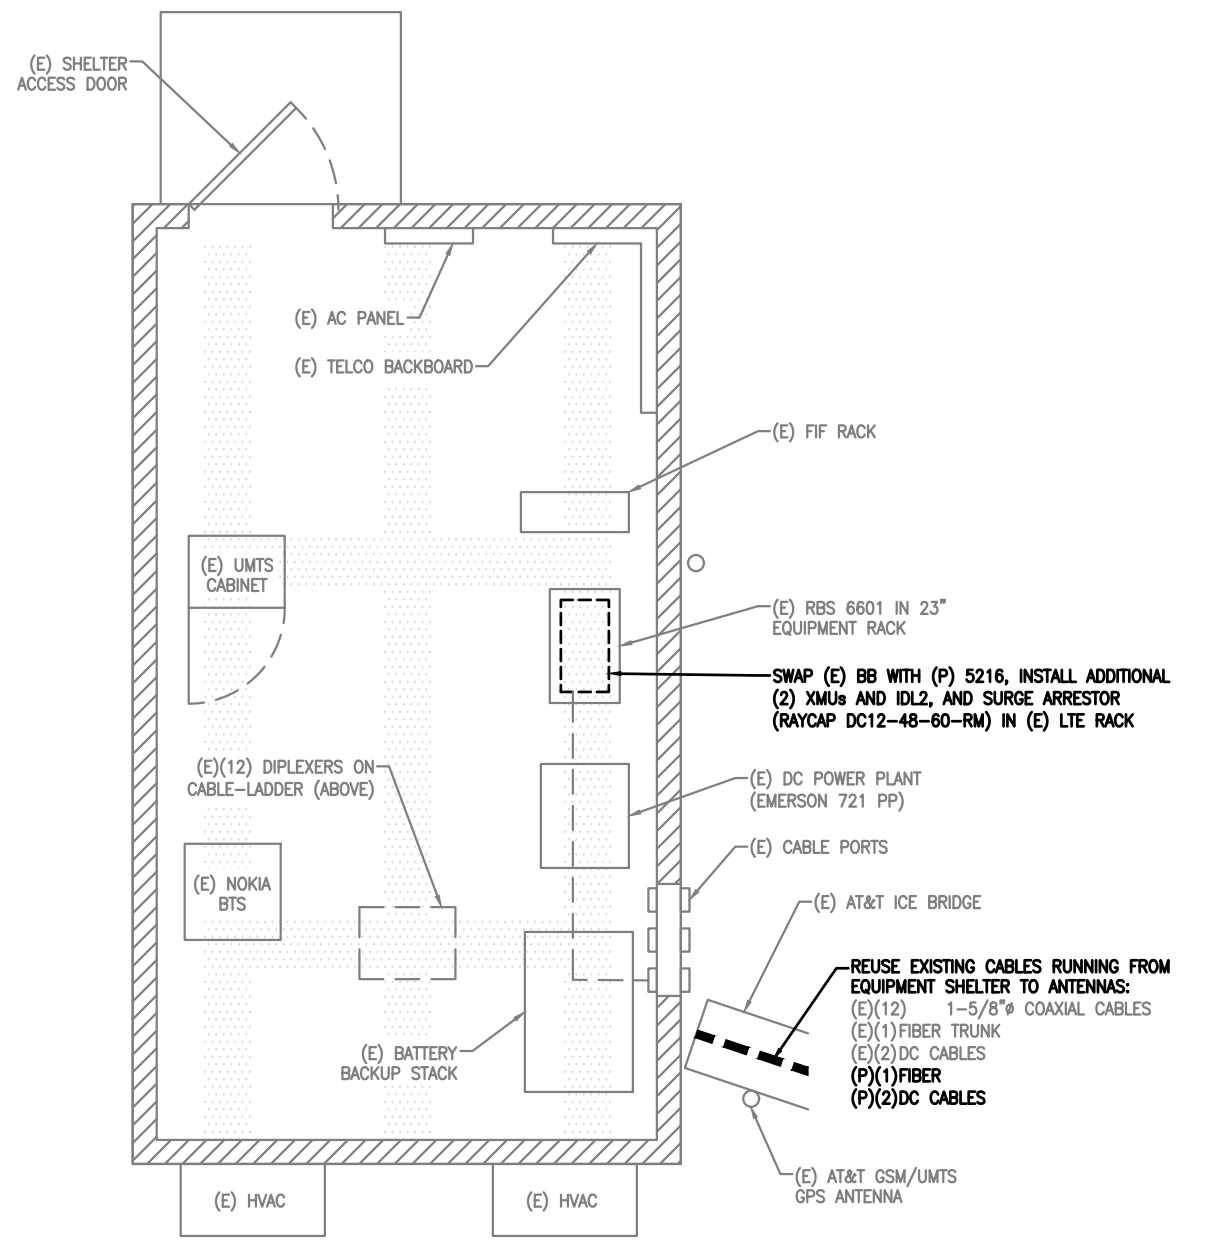 (E) SHELTER
ACCESS DOOR
(E) AC PANEL
(E) TELCO BACKBOARD
(E) FIF RACK
(E) UMTS
CABINET
(E) RBS 6601 IN 23"
EQUIPMENT RACK
SWAP (E) BB WITH (P) 5216, INSTALL ADDITIONAL
(2) XMUs AND IDL2, AND SURGE ARRESTOR
(RAYCAP DC12-48-60-RM) IN (E) LTE RACK
(E)(12) DIPLEXERS ON
CABLE-LADDER (ABOVE)
(E) DC POWER PLANT
(EMERSON 721 PP)
(E) CABLE PORTS
(E) NOKIA
BTS
(E) AT&T ICE BRIDGE
REUSE EXISTING CABLES RUNNING FROM
EQUIPMENT SHELTER TO ANTENNAS:
(E)(12) 1-5/8"ø COAXIAL CABLES
(E)(1)FIBER TRUNK
(E)(2)DC CABLES
(P)(1)FIBER
(P)(2)DC CABLES
(E) BATTERY
BACKUP STACK
(E) AT&T GSM/UMTS
GPS ANTENNA
(E) HVAC
(E) HVAC